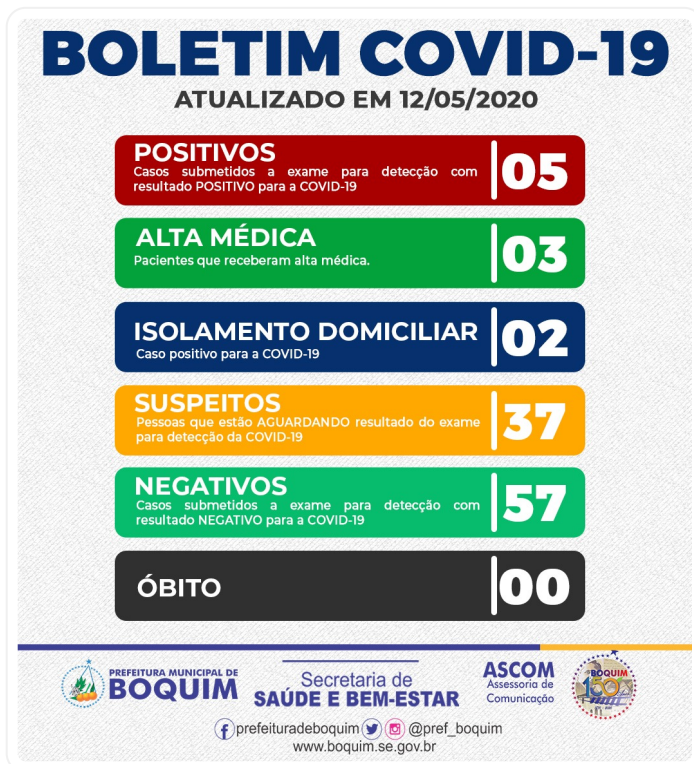 BOLETIM COVID-19
ATUALIZADO EM 12/05/2020
POSITIVOS
Casos submetidos a exame para detecção com
resultado POSITIVO para a COVID-19
05
ALTA MÉDICA
Pacientes que receberam alta médica.
03
ISOLAMENTO DOMICILIAR
Caso positivo para a COVID-19
02
SUSPEITOS
Pessoas que estão AGUARDANDO resultado do exame
para detecção da COVID-19
37
NEGATIVOS
Casos submetidos a exame para detecção com
resultado NEGATIVO para a COVID-19
57
ÓBITO
00
PREFEITURA MUNICIPAL DE
BOQUIM
Secretaria de
SAÚDE E BEM-ESTAR
ASCOM
Assessoria de
Comunicação
BOQUIM
150
prefeituradeboquim @pref_boquim
www.boquim.se.gov.br